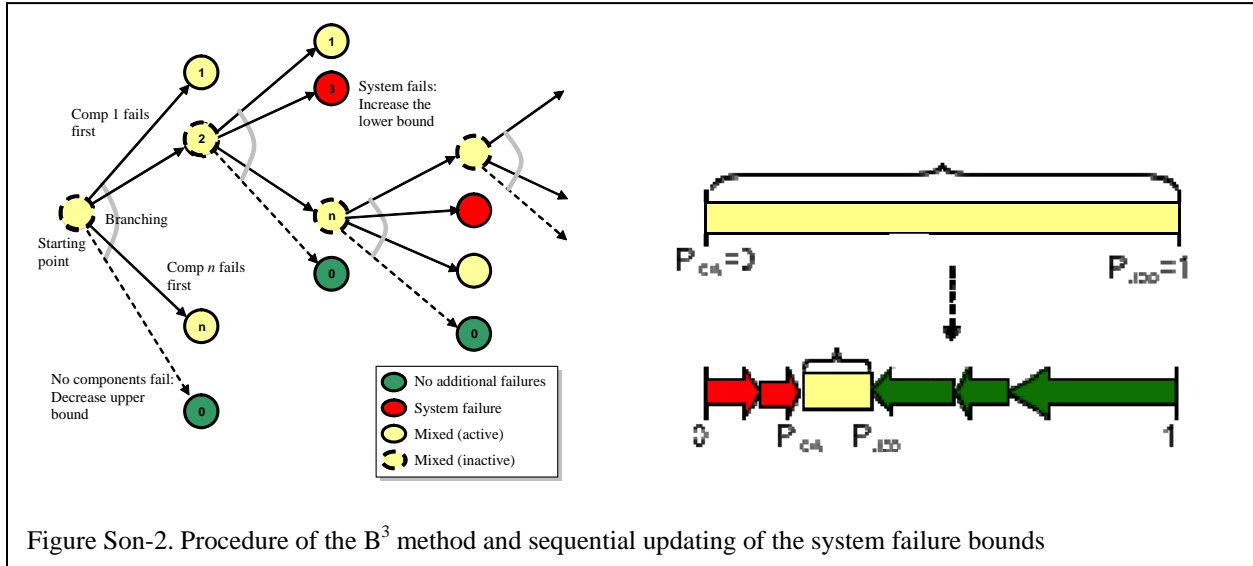 1
1
3
System fails:
Increase the
lower bound
Comp 1 fails
first
2
Branching
Starting
point
n
Comp n fails
first
0
n
0
No components fail:
Decrease upper
bound
0
No additional failures
System failure
Mixed (active)
Mixed (inactive)
=0
=1
0
1
Figure Son-2. Procedure of the B³ method and sequential updating of the system failure bounds